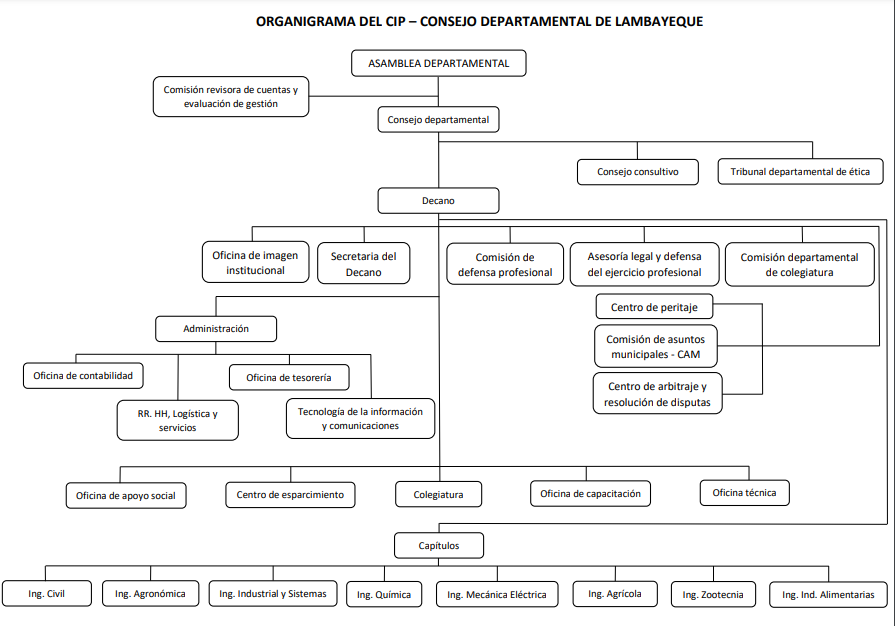 ORGANIGRAMA DEL CIP – CONSEJO DEPARTAMENTAL DE LAMBAYEQUE
ASAMBLEA DEPARTAMENTAL
Comisión revisora de cuentas y
evaluación de gestión
Consejo departamental
Consejo consultivo
Tribunal departamental de ética
Decano
Oficina de imagen
institucional
Secretaria del
Decano
Comisión de
defensa profesional
Asesoría legal y defensa
del ejercicio profesional
Comisión departamental
de colegiatura
Centro de peritaje
Comisión de asuntos
municipales - CAM
Centro de arbitraje y
resolución de disputas
Administración
Oficina de contabilidad
Oficina de tesorería
RR. HH, Logística y
servicios
Tecnología de la información
y comunicaciones
Oficina de apoyo social
Centro de esparcimiento
Colegiatura
Oficina de capacitación
Oficina técnica
Capítulos
Ing. Civil
Ing. Agronómica
Ing. Industrial y Sistemas
Ing. Química
Ing. Mecánica Eléctrica
Ing. Agrícola
Ing. Zootecnia
Ing. Ind. Alimentarias